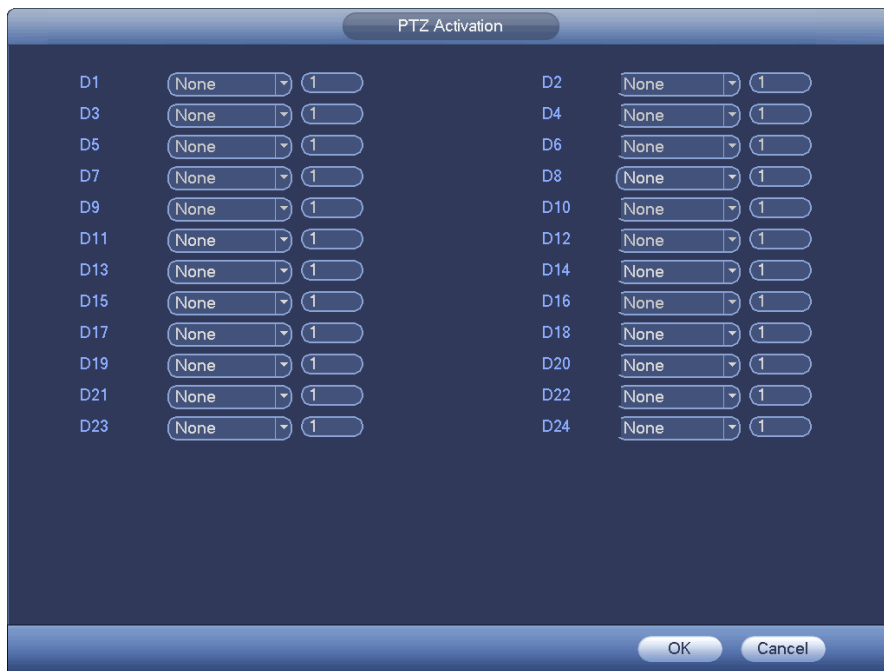 PTZ Activation
D1 None 1 D2 None 1
D3 None 1 D4 None 1
D5 None 1 D6 None 1
D7 None 1 D8 None 1
D9 None 1 D10 None 1
D11 None 1 D12 None 1
D13 None 1 D14 None 1
D15 None 1 D16 None 1
D17 None 1 D18 None 1
D19 None 1 D20 None 1
D21 None 1 D22 None 1
D23 None 1 D24 None 1
OK Cancel